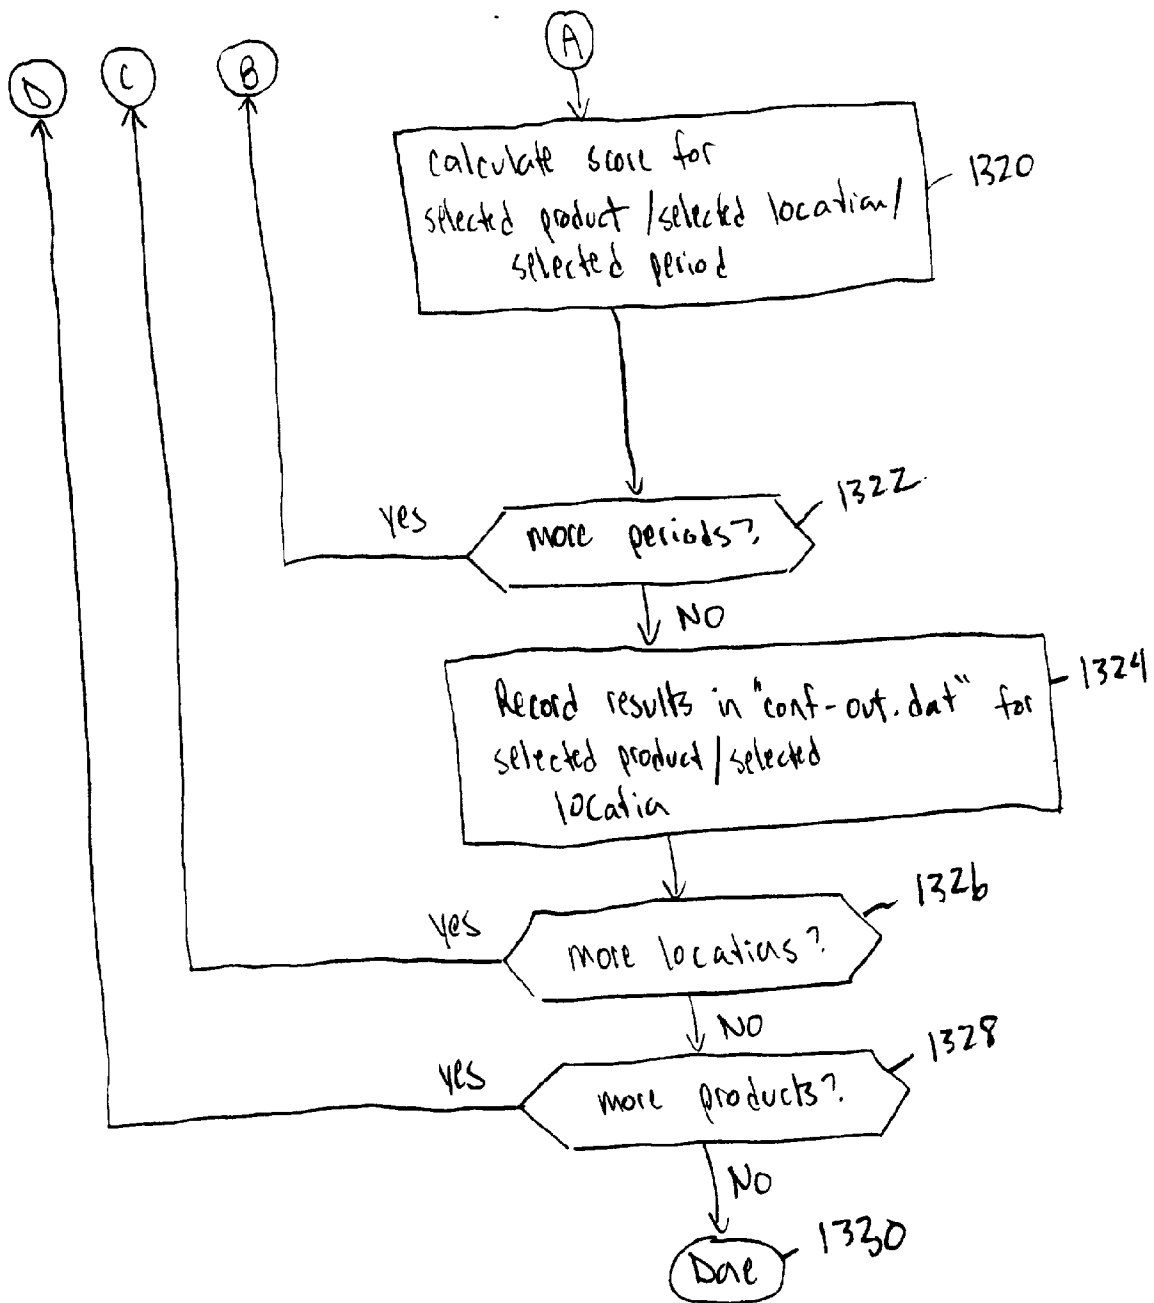 A
D
C
B
calculate score for
selected product / selected location /
selected period
1320
yes
more periods?
1322
NO
Record results in "conf-out.dat" for
selected product / selected
location
1324
yes
more locations?
1326
NO
yes
more products?
1328
NO
Done
1330